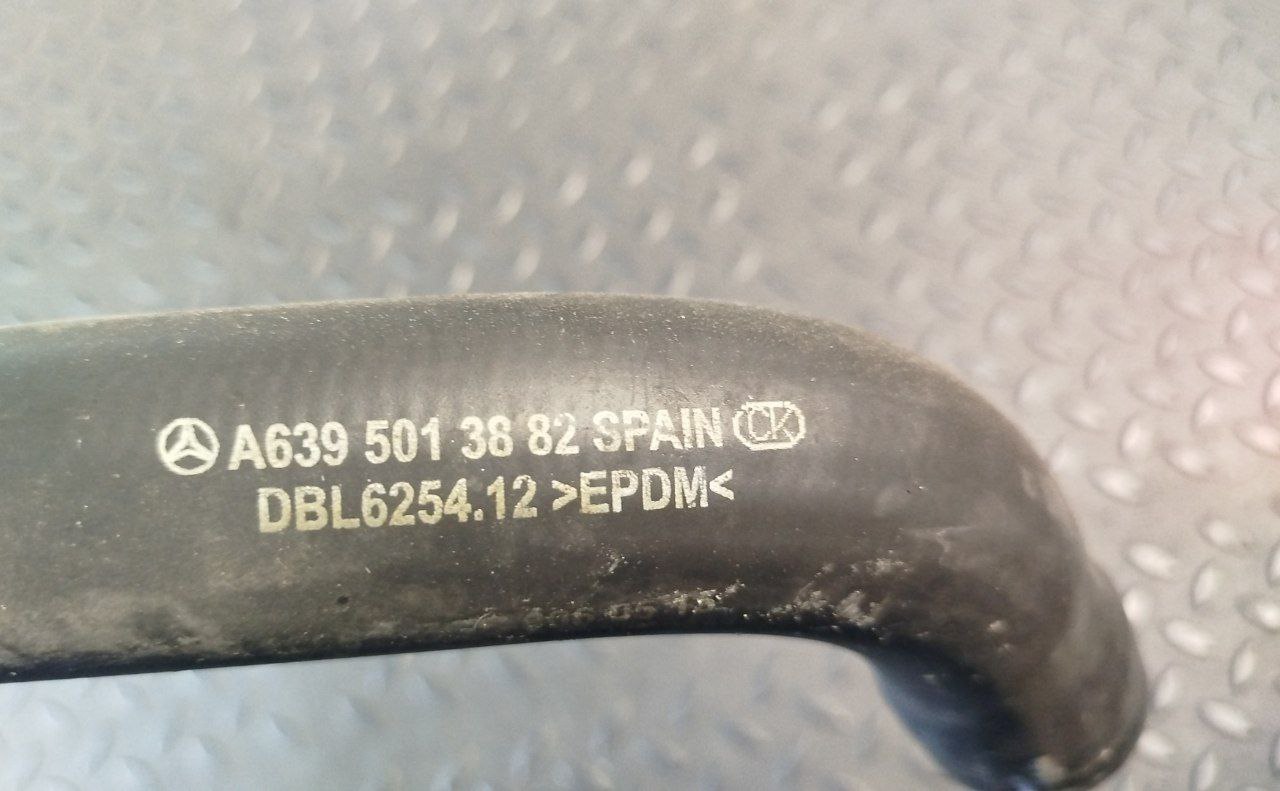 A639 501 38 82 SPAIN CK
DBL6254.12 >EPDM<